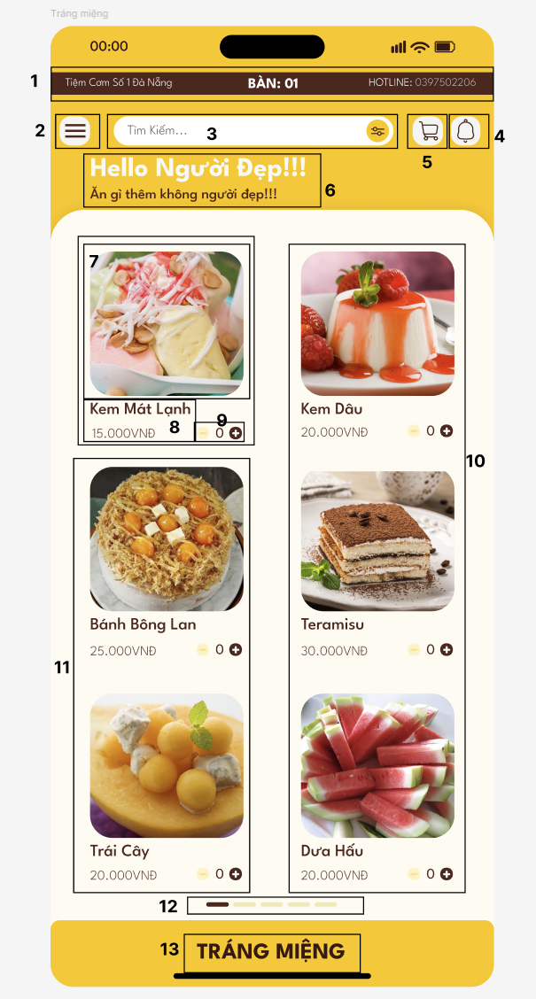 Tráng miệng
00:00
1
Tiệm Cơm Số 1 Đà Nẵng
BÀN: 01
HOTLINE: 0397502206
2
Tìm Kiếm...
3
4
5
Hello Người Đẹp!!!
Ăn gì thêm không người đẹp!!!
6
7
Kem Mát Lạnh
15.000VNĐ
8
9
0
Kem Dâu
20.000VNĐ
0
10
Bánh Bông Lan
25.000VNĐ
0
Teramisu
30.000VNĐ
0
11
Trái Cây
20.000VNĐ
0
Dưa Hấu
20.000VNĐ
0
12
13
TRÁNG MIỆNG